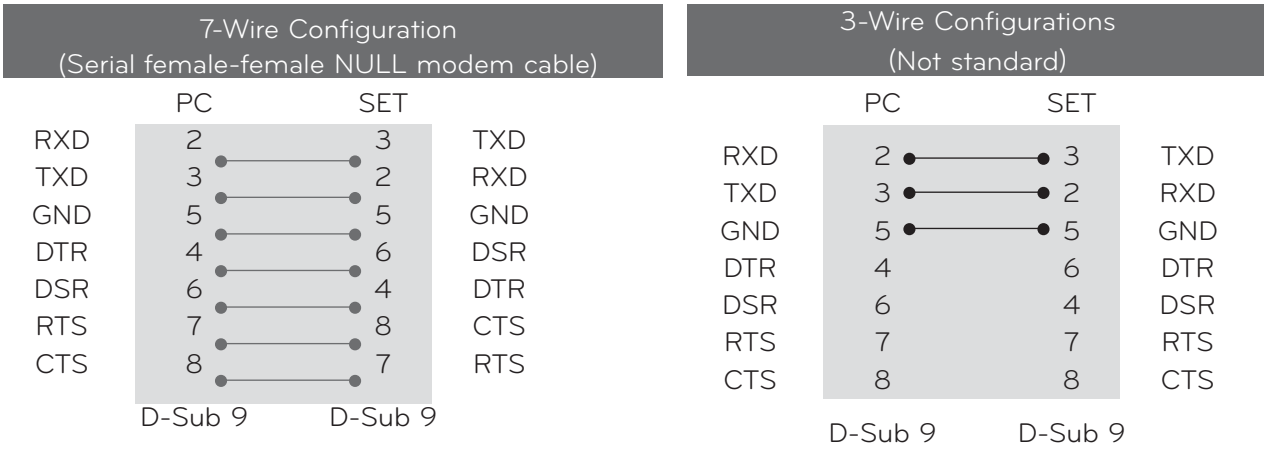 7-Wire Configuration
(Serial female-female NULL modem cable)
PC SET
RXD 2 3 TXD
TXD 3 2 RXD
GND 5 5 GND
DTR 4 6 DSR
DSR 6 4 DTR
RTS 7 8 CTS
CTS 8 7 RTS
D-Sub 9 D-Sub 9
3-Wire Configurations
(Not standard)
PC SET
RXD 2 3 TXD
TXD 3 2 RXD
GND 5 5 GND
DTR 4 6 DTR
DSR 6 4 DSR
RTS 7 7 RTS
CTS 8 8 CTS
D-Sub 9 D-Sub 9